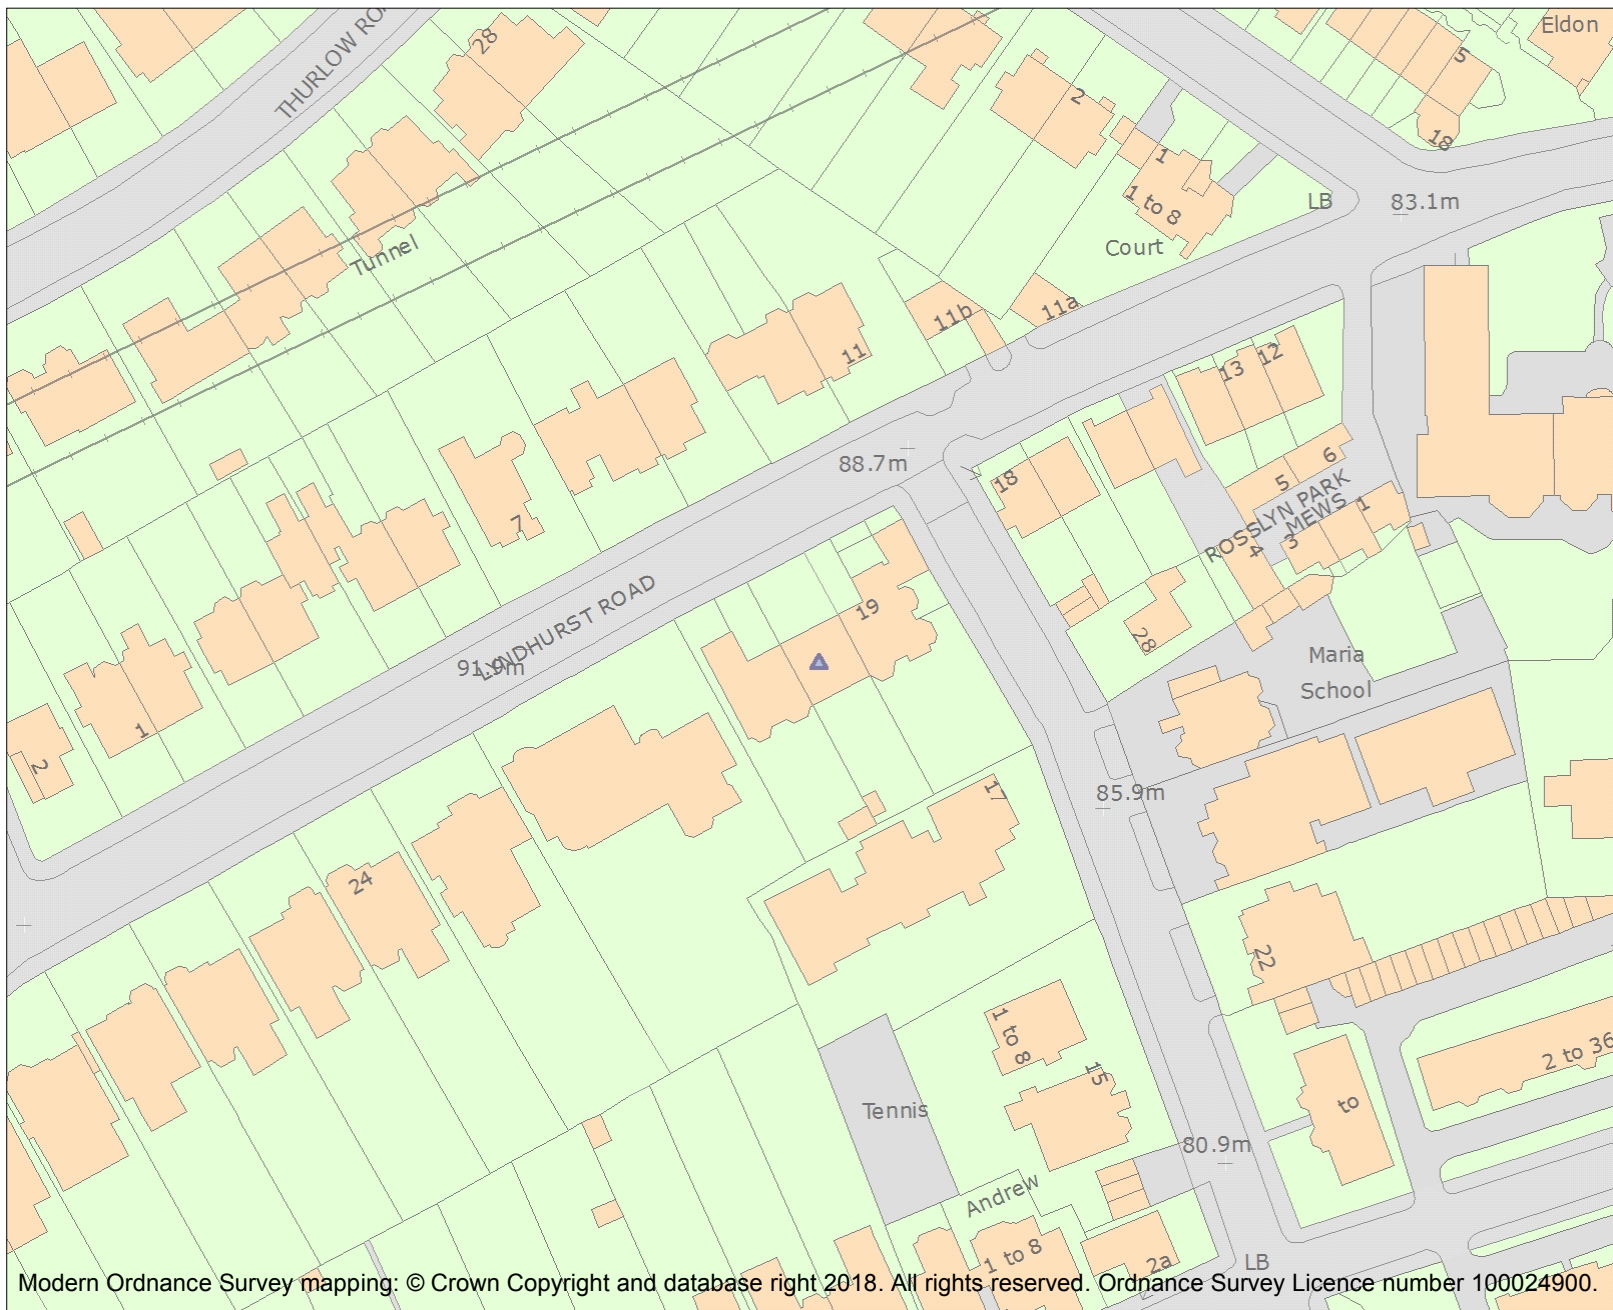 THURLOW RO
28
Eldon
5
2
18
1
1 to 8
LB
83.1m
Court
Tunnel
11b
11a
11
13
12
88.7m
18
6
5
ROSSLYN PARK
MEWS
1
3
4
7
LYNDHURST ROAD
19
28
91.9m
Maria
School
1
2
85.9m
17
24
22
1 to 8
15
2 to 36
to
Tennis
80.9m
Andrew
1 to 8
2a
LB
Modern Ordnance Survey mapping: © Crown Copyright and database right 2018. All rights reserved. Ordnance Survey Licence number 100024900.